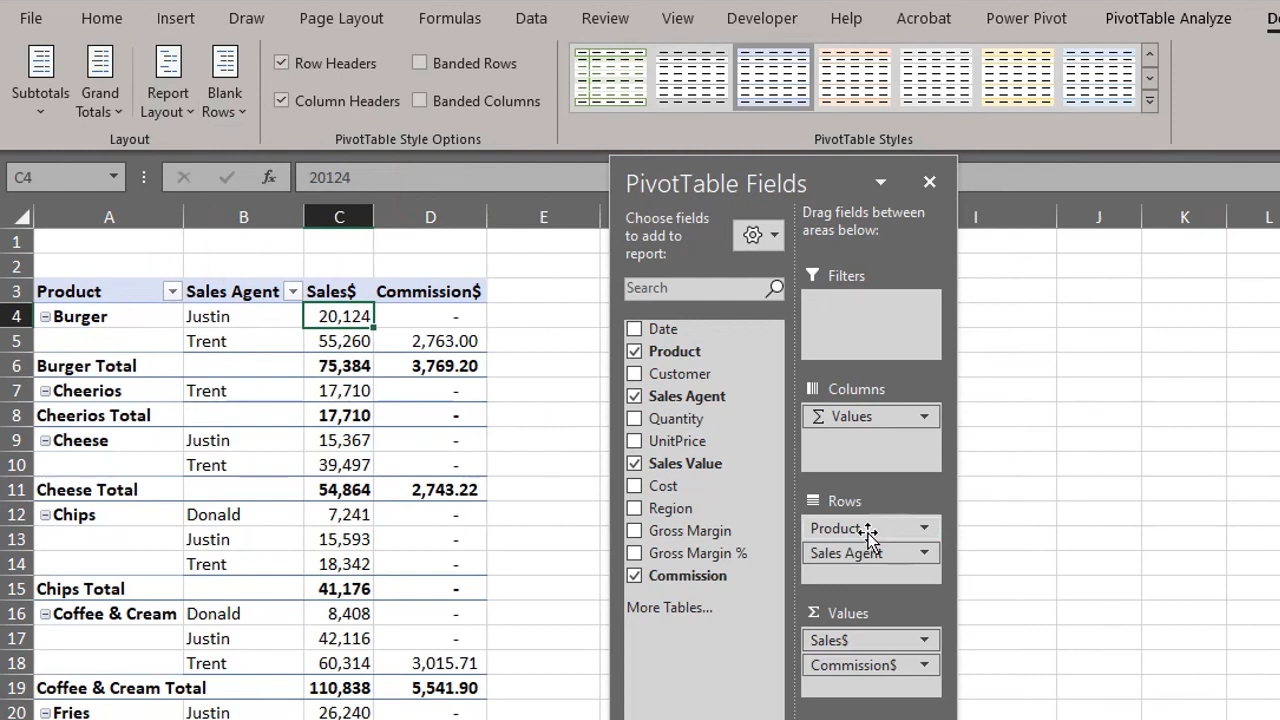 File Home Insert Draw Page Layout Formulas Data Review View Developer Help Acrobat Power Pivot PivotTable Analyze De
Subtotals
Grand Totals
Report Layout
Blank Rows
Layout
Row Headers
Banded Rows
Column Headers
Banded Columns
PivotTable Style Options
PivotTable Styles
C4 fx 20124
A B C D E I J K L
1
2
3 Product Sales Agent Sales$ Commission$
4 Burger Justin 20,124 -
5 Trent 55,260 2,763.00
6 Burger Total 75,384 3,769.20
7 Cheerios Trent 17,710 -
8 Cheerios Total 17,710 -
9 Cheese Justin 15,367 -
10 Trent 39,497 -
11 Cheese Total 54,864 2,743.22
12 Chips Donald 7,241 -
13 Justin 15,593 -
14 Trent 18,342 -
15 Chips Total 41,176 -
16 Coffee & Cream Donald 8,408 -
17 Justin 42,116 -
18 Trent 60,314 3,015.71
19 Coffee & Cream Total 110,838 5,541.90
20 Fries Justin 26,240 -
PivotTable Fields
Choose fields
to add to
report:
Search
Date
Product
Customer
Sales Agent
Quantity
UnitPrice
Sales Value
Cost
Region
Gross Margin
Gross Margin %
Commission
More Tables...
Drag fields between
areas below:
Filters
Columns
Σ Values
Rows
Product
Sales Agent
Σ Values
Sales$
Commission$